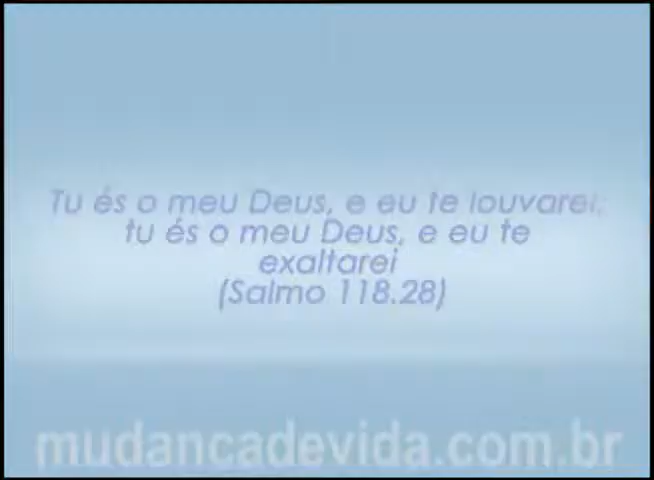 Tu és o meu Deus, e eu te louvarei;
tu és o meu Deus, e eu te
exaltarei
(Salmo 118.28)
mudancadevida.com.br